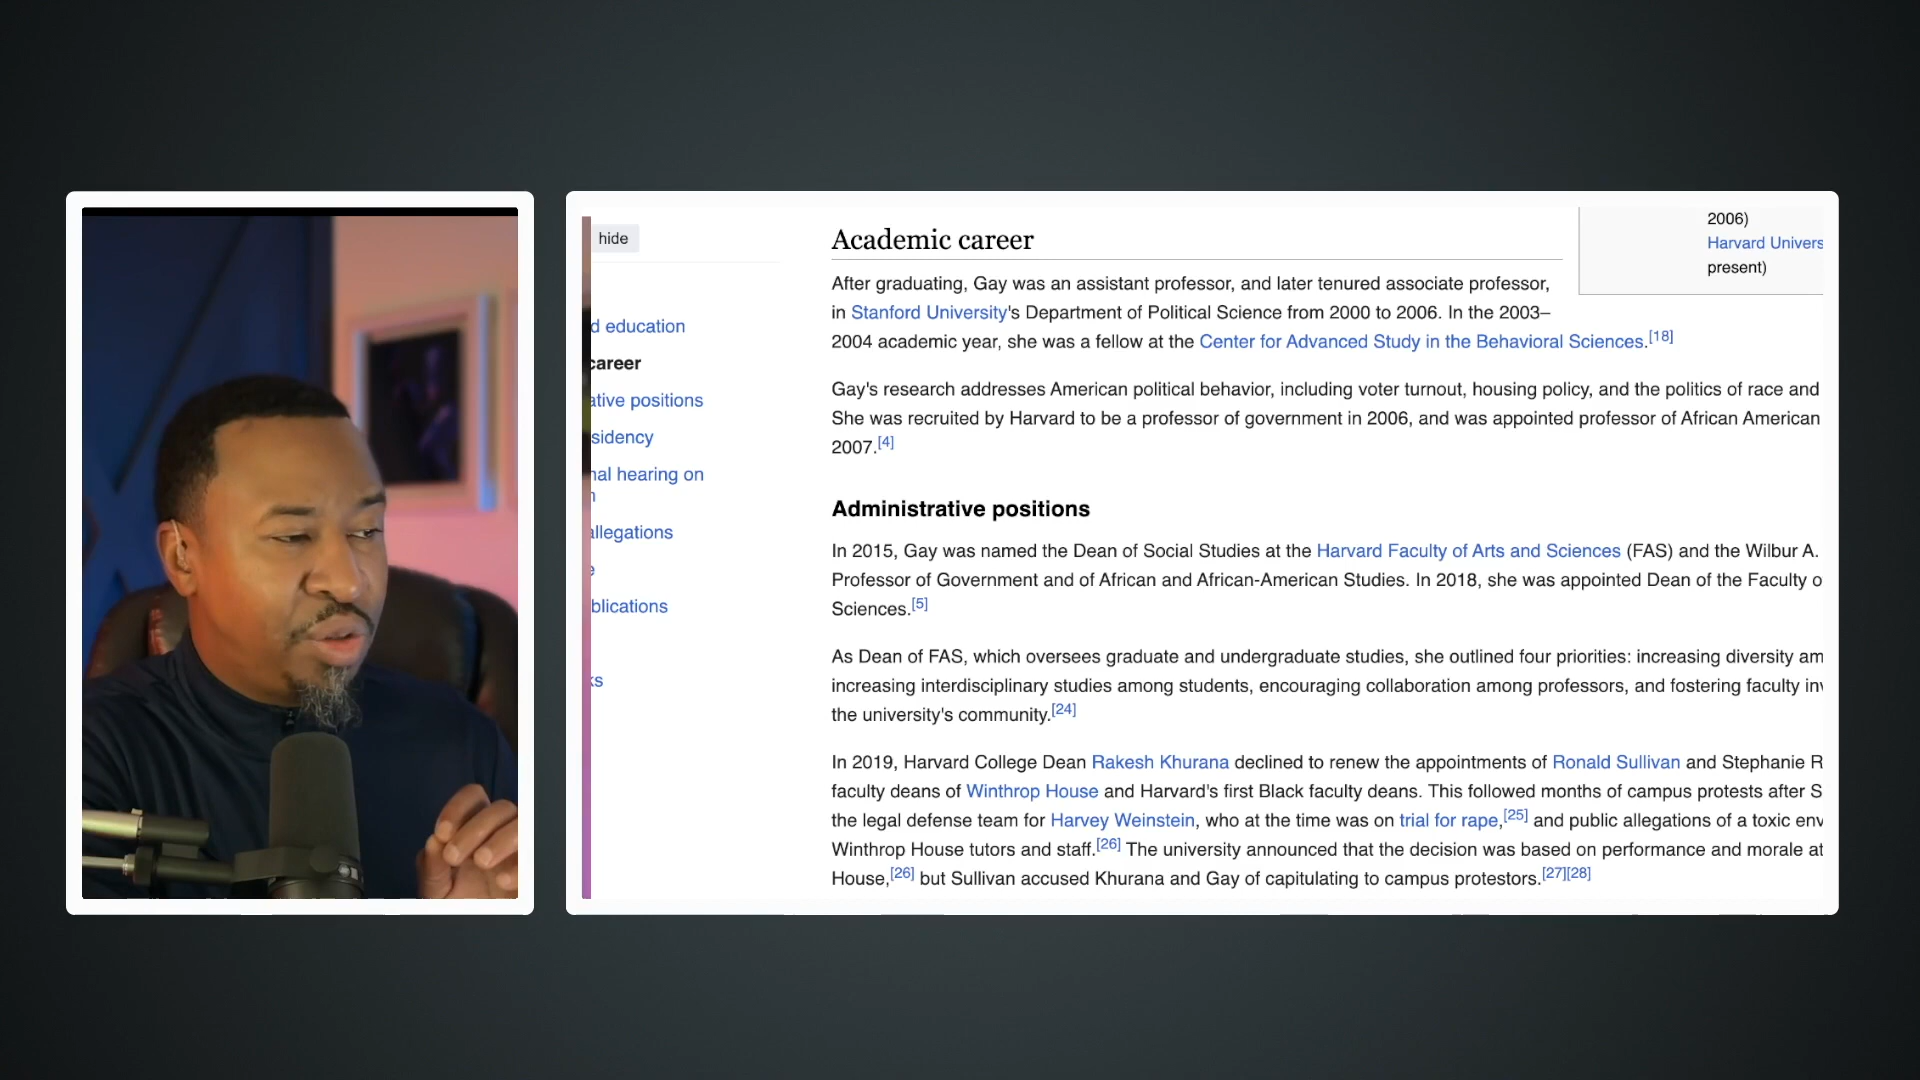 hide
d education
career
ative positions
sidency
nal hearing on
allegations
e
blications
ks
2006)
Harvard Univers
present)
Academic career
After graduating, Gay was an assistant professor, and later tenured associate professor,
in Stanford University's Department of Political Science from 2000 to 2006. In the 2003–
2004 academic year, she was a fellow at the Center for Advanced Study in the Behavioral Sciences.[18]
Gay's research addresses American political behavior, including voter turnout, housing policy, and the politics of race and
She was recruited by Harvard to be a professor of government in 2006, and was appointed professor of African American
2007.[4]
Administrative positions
In 2015, Gay was named the Dean of Social Studies at the Harvard Faculty of Arts and Sciences (FAS) and the Wilbur A.
Professor of Government and of African and African-American Studies. In 2018, she was appointed Dean of the Faculty o
Sciences.[5]
As Dean of FAS, which oversees graduate and undergraduate studies, she outlined four priorities: increasing diversity am
increasing interdisciplinary studies among students, encouraging collaboration among professors, and fostering faculty inv
the university's community.[24]
In 2019, Harvard College Dean Rakesh Khurana declined to renew the appointments of Ronald Sullivan and Stephanie R
faculty deans of Winthrop House and Harvard's first Black faculty deans. This followed months of campus protests after S
the legal defense team for Harvey Weinstein, who at the time was on trial for rape,[25] and public allegations of a toxic env
Winthrop House tutors and staff.[26] The university announced that the decision was based on performance and morale at
House,[26] but Sullivan accused Khurana and Gay of capitulating to campus protestors.[27][28]